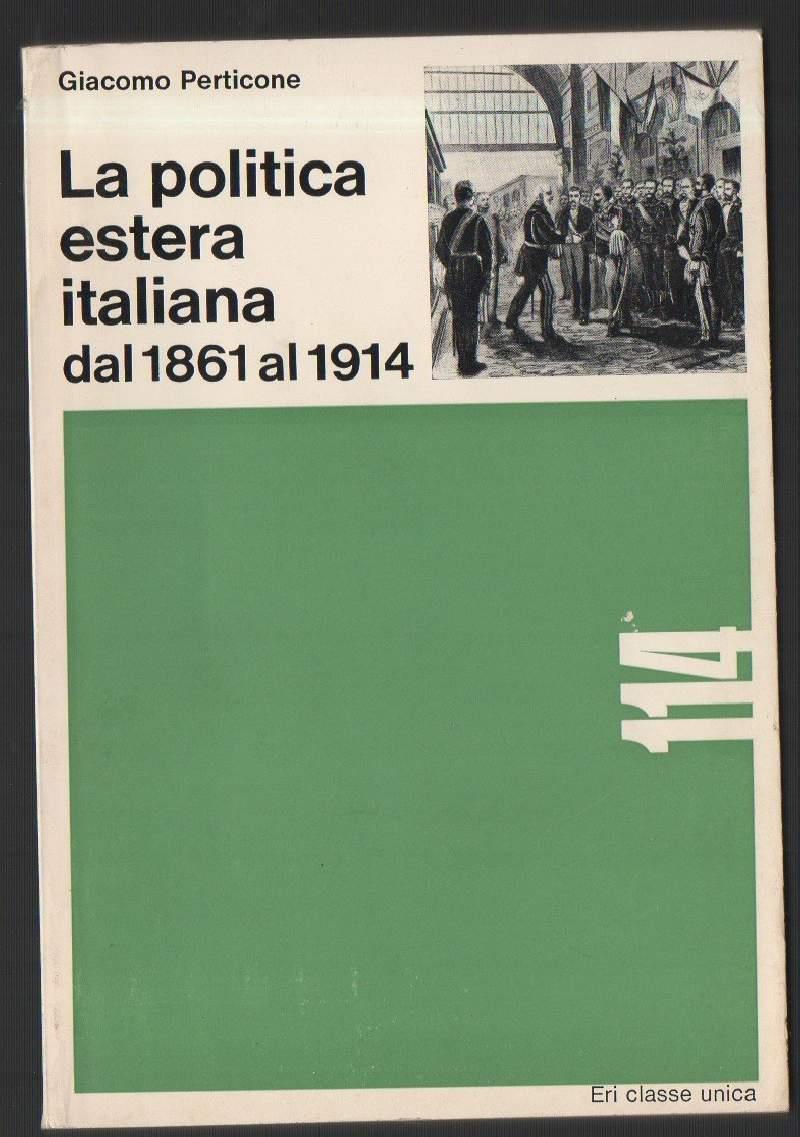 Giacomo Perticone
La politica
estera
italiana
dal 1861 al 1914
114
Eri classe unica